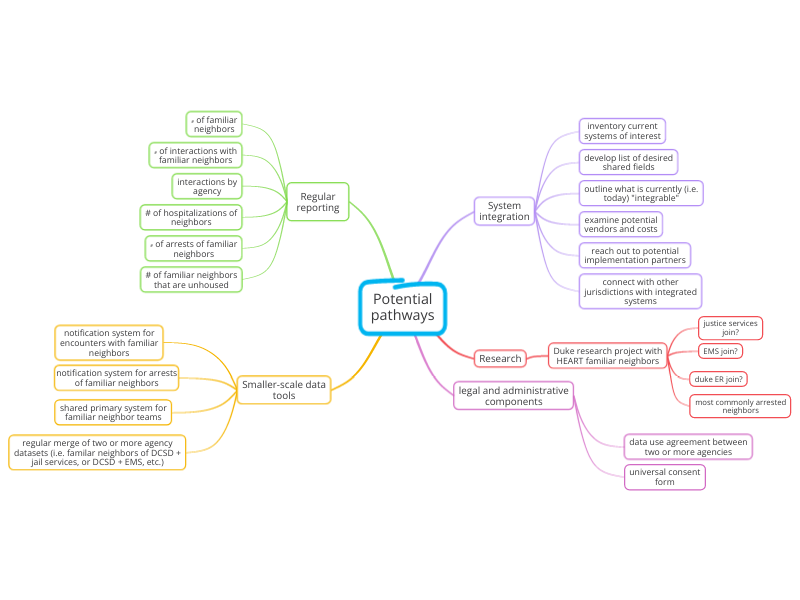 Potential
pathways
Regular
reporting
# of familiar
neighbors
# of interactions with
familiar neighbors
interactions by
agency
# of hospitalizations of
neighbors
# of arrests of familiar
neighbors
# of familiar neighbors
that are unhoused
System
integration
inventory current
systems of interest
develop list of desired
shared fields
outline what is currently (i.e.
today) "integrable"
examine potential
vendors and costs
reach out to potential
implementation partners
connect with other
jurisdictions with integrated
systems
Research
Duke research project with
HEART familiar neighbors
justice services
join?
EMS join?
duke ER join?
most commonly arrested
neighbors
legal and administrative
components
data use agreement between
two or more agencies
universal consent
form
Smaller-scale data
tools
notification system for
encounters with familiar
neighbors
notification system for arrests
of familiar neighbors
shared primary system for
familiar neighbor teams
regular merge of two or more agency
datasets (i.e. familar neighbors of DCSD +
jail services, or DCSD + EMS, etc.)